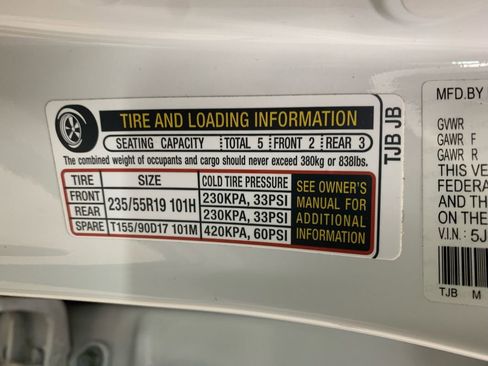 TIRE AND LOADING INFORMATION
SEATING CAPACITY TOTAL 5 FRONT 2 REAR 3
The combined weight of occupants and cargo should never exceed 380kg or 838lbs.
TIRE SIZE COLD TIRE PRESSURE
FRONT 235/55R19 101H 230KPA, 33PSI
REAR 230KPA, 33PSI
SPARE T155/90D17 101M 420KPA, 60PSI
SEE OWNER'S
MANUAL FOR
ADDITIONAL
INFORMATION
TJB JB
MFD.BY
GVWR
GAWR F
GAWR R
THIS VE
FEDERA
AND TH
ON THE
V.I.N.: 5J
TJB M